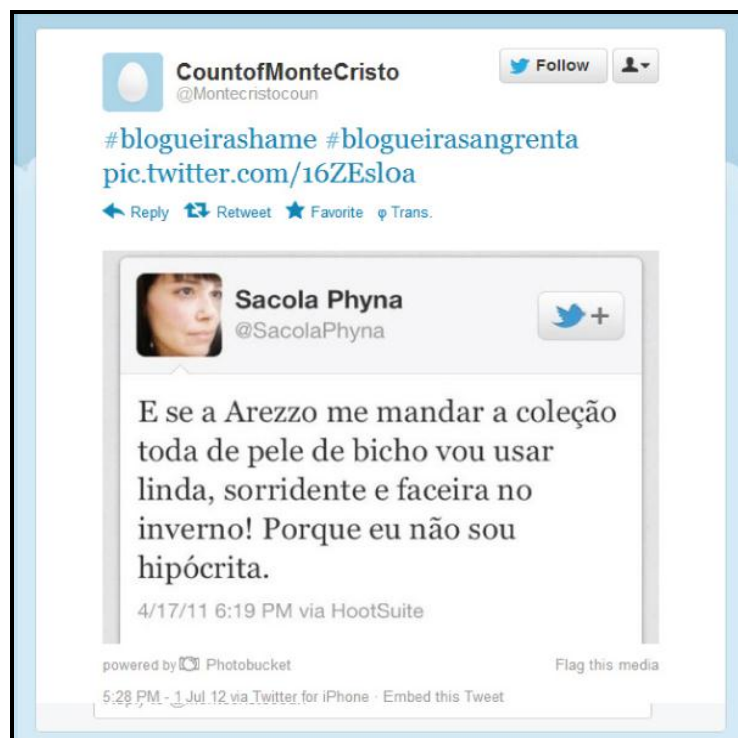 CountofMonteCristo
@Montecristocoun
Follow
#blogueirashame #blogueirasangrenta
pic.twitter.com/16ZEsl0a
Reply Retweet Favorite φ Trans.
Sacola Phyna
@SacolaPhyna
E se a Arezzo me mandar a coleção
toda de pele de bicho vou usar
linda, sorridente e faceira no
inverno! Porque eu não sou
hipócrita.
4/17/11 6:19 PM via HootSuite
powered by Photobucket
Flag this media
5:28 PM - 1 Jul 12 via Twitter for iPhone · Embed this Tweet